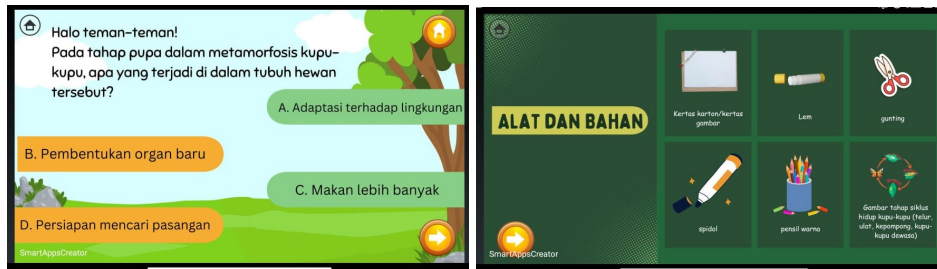 Halo teman-teman!
Pada tahap pupa dalam metamorfosis kupu-
kupu, apa yang terjadi di dalam tubuh hewan
tersebut?
A. Adaptasi terhadap lingkungan
B. Pembentukan organ baru
C. Makan lebih banyak
D. Persiapan mencari pasangan
SmartAppsCreator
ALAT DAN BAHAN
Kertas karton/kertas
gambar
Lem
gunting
spidol
pensil warna
Gambar tahap siklus
hidup kupu-kupu (telur,
ulat, kepompong, kupu-
kupu dewasa)
SmartAppsCreator